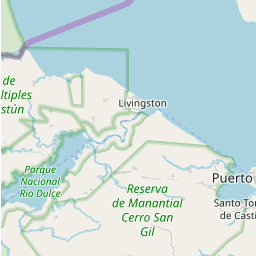 de
ltiples
stún
Livingston
Parque
Nacional
Río Dulce
Reserva
de Manantial
Cerro San
Gil
Puerto
Santo To
de Casti